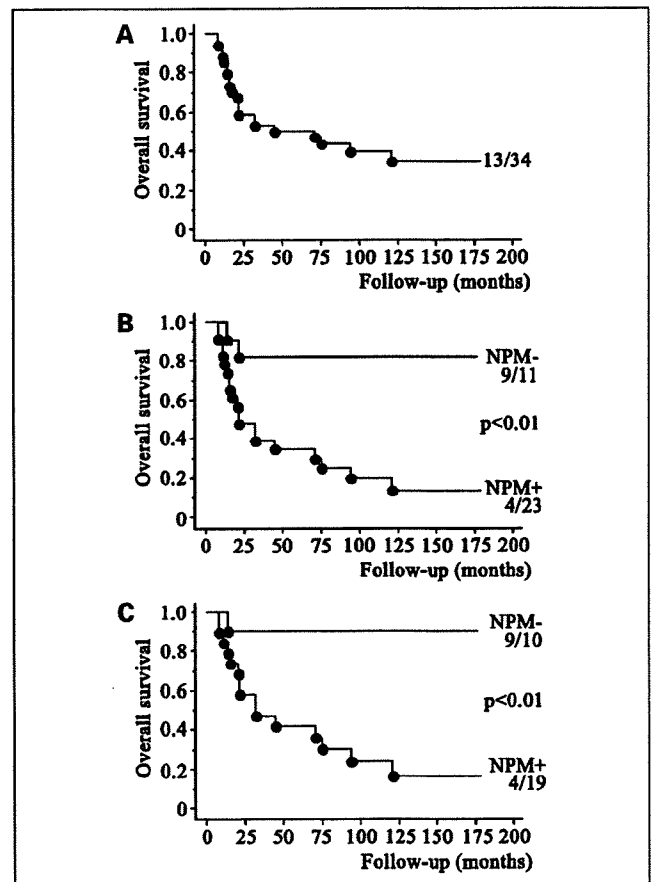 A
Overall survival
1.0
0.8
0.6
0.4
0.2
0
13/34
0 25 50 75 100 125 150 175 200
Follow-up (months)
B
Overall survival
1.0
0.8
0.6
0.4
0.2
0
NPM-
9/11
p<0.01
NPM+
4/23
0 25 50 75 100 125 150 175 200
Follow-up (months)
C
Overall survival
1.0
0.8
0.6
0.4
0.2
0
NPM-
9/10
p<0.01
NPM+
4/19
0 25 50 75 100 125 150 175 200
Follow-up (months)